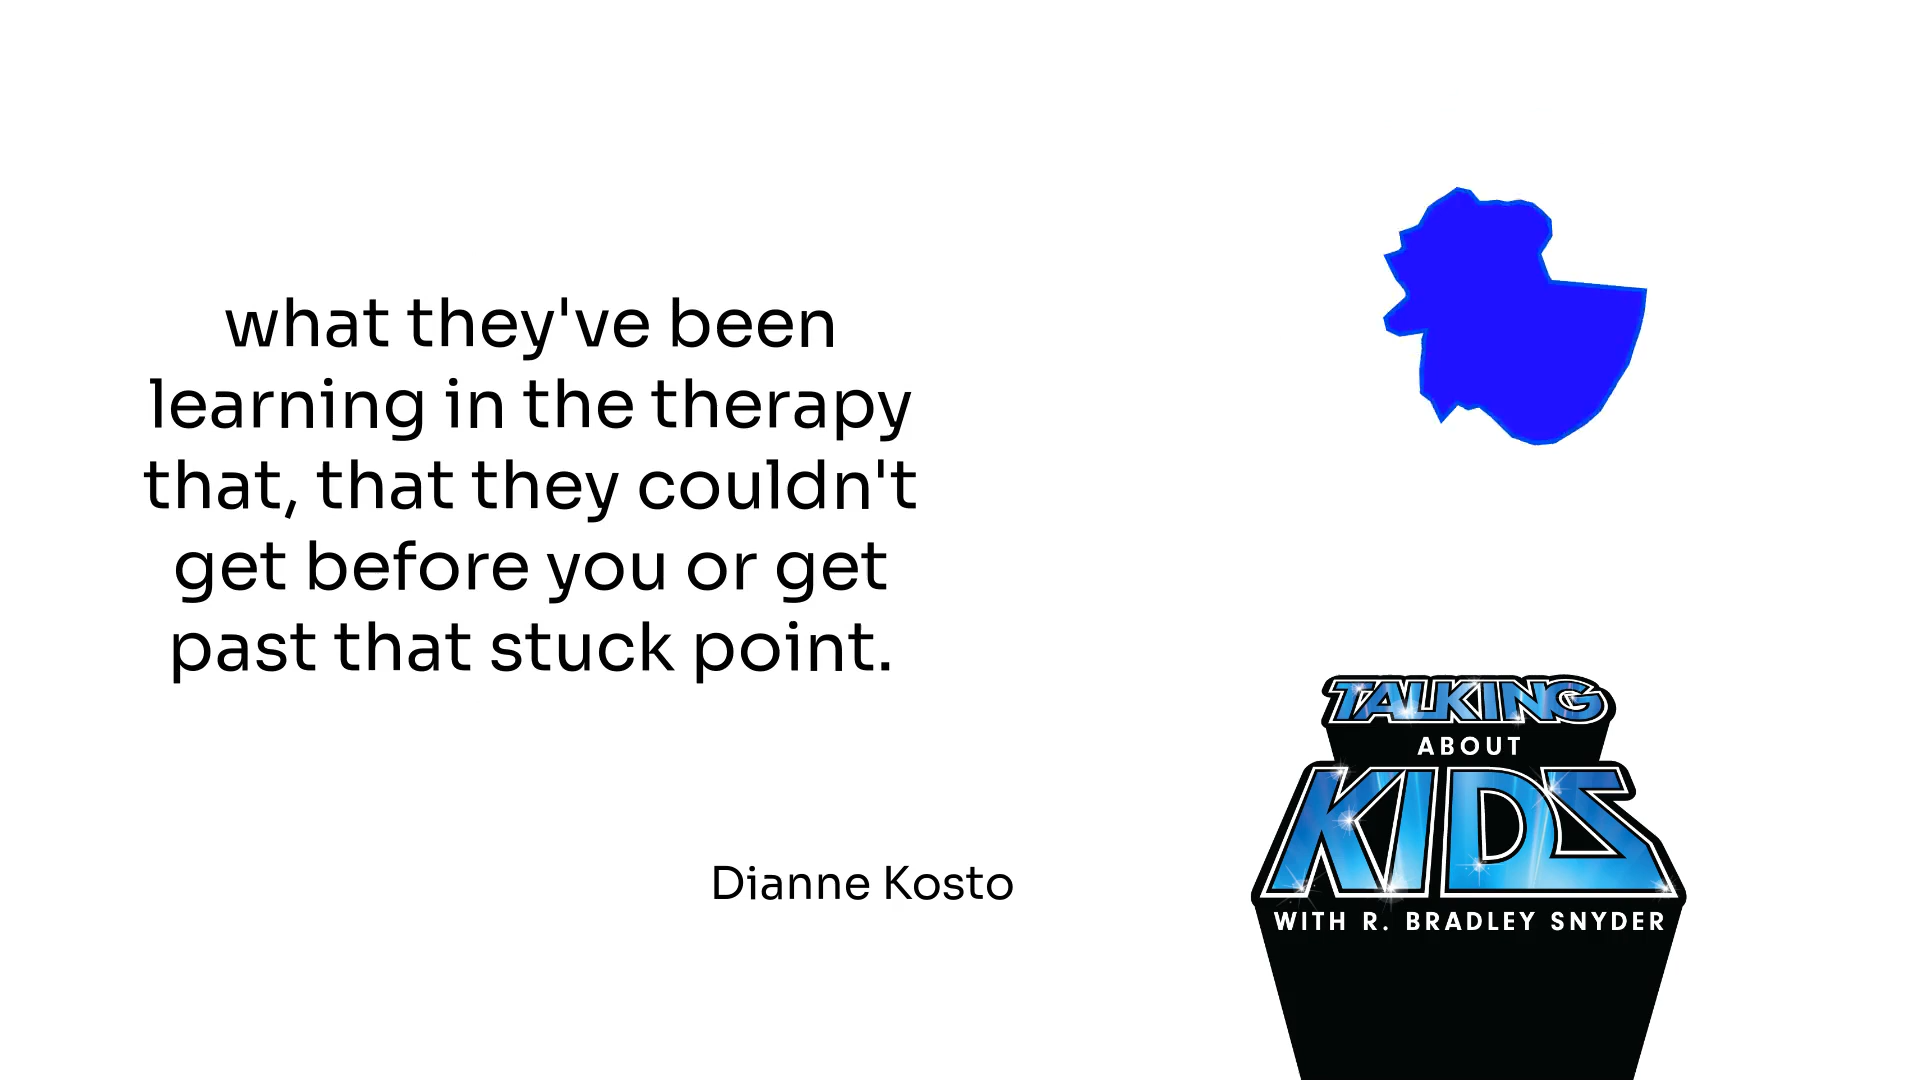 what they've been
learning in the therapy
that, that they couldn't
get before you or get
past that stuck point.
Dianne Kosto
TALKING
ABOUT
KIDS
WITH R. BRADLEY SNYDER